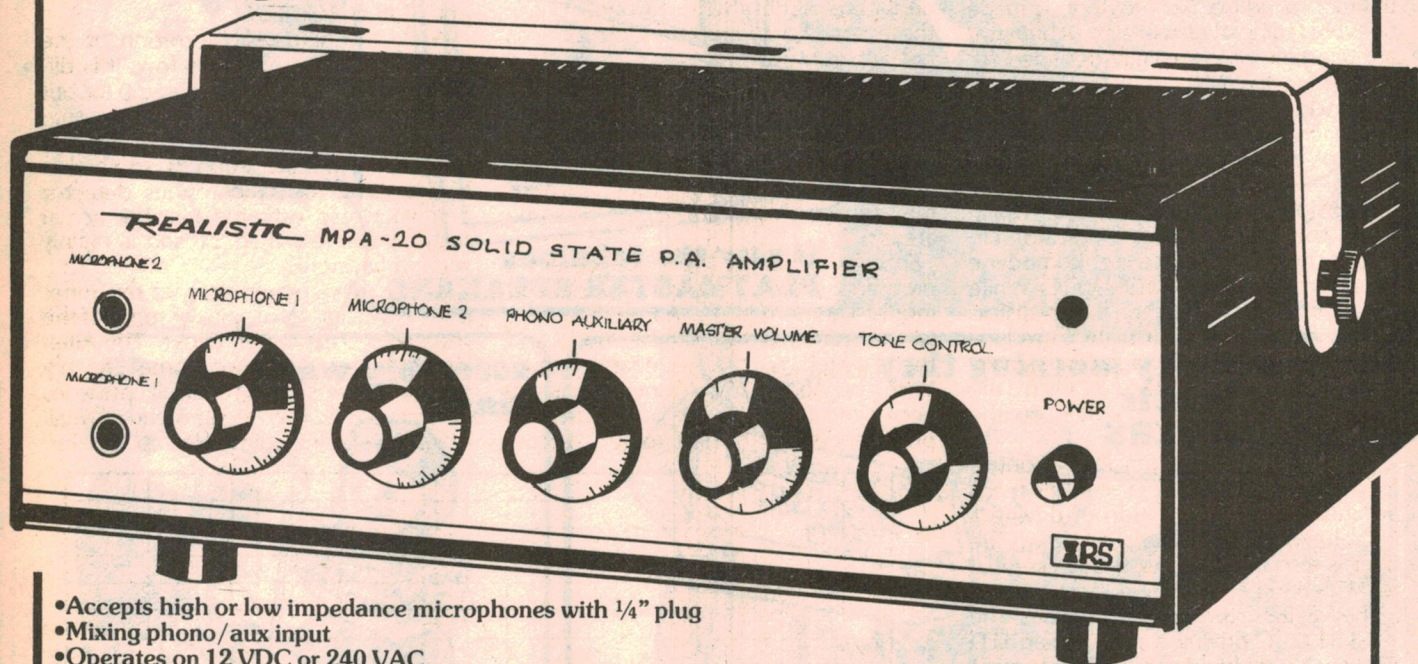 REALISTIC MPA-20 SOLID STATE P.A. AMPLIFIER
MICROPHONE 2
MICROPHONE 1
MICROPHONE 1
MICROPHONE 2
PHONO AUXILIARY
MASTER VOLUME
TONE CONTROL
POWER
RS
•Accepts high or low impedance microphones with ¼” plug
•Mixing phono/aux input
•Operates on 12 VDC or 240 VAC